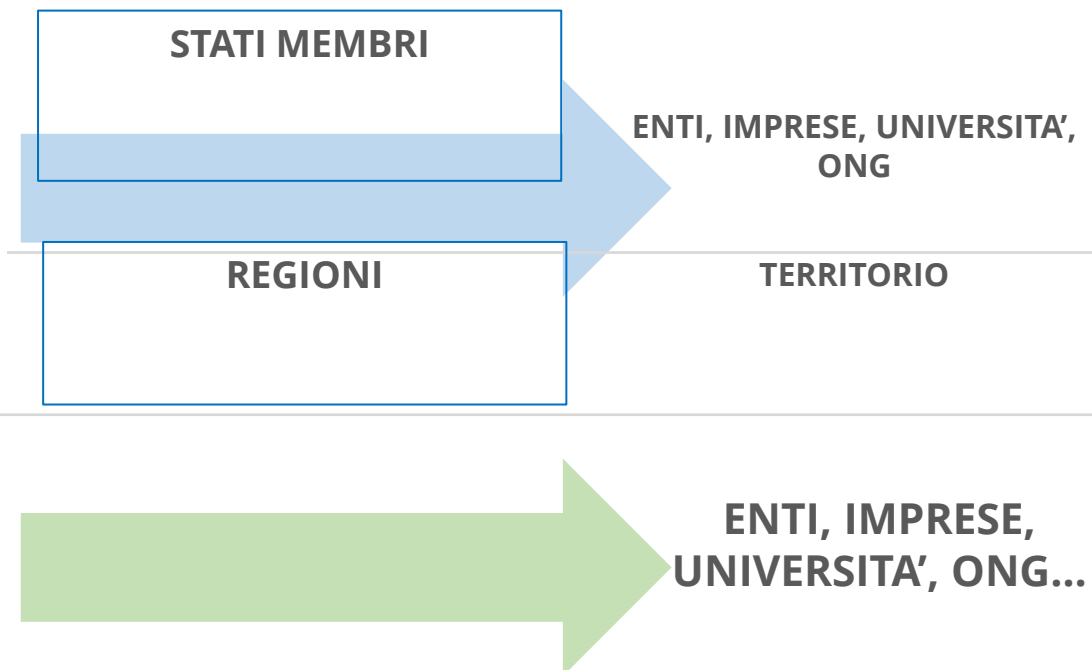 STATI MEMBRI
ENTI, IMPRESE, UNIVERSITA’,
ONG
REGIONI
TERRITORIO
ENTI, IMPRESE,
UNIVERSITA’, ONG…